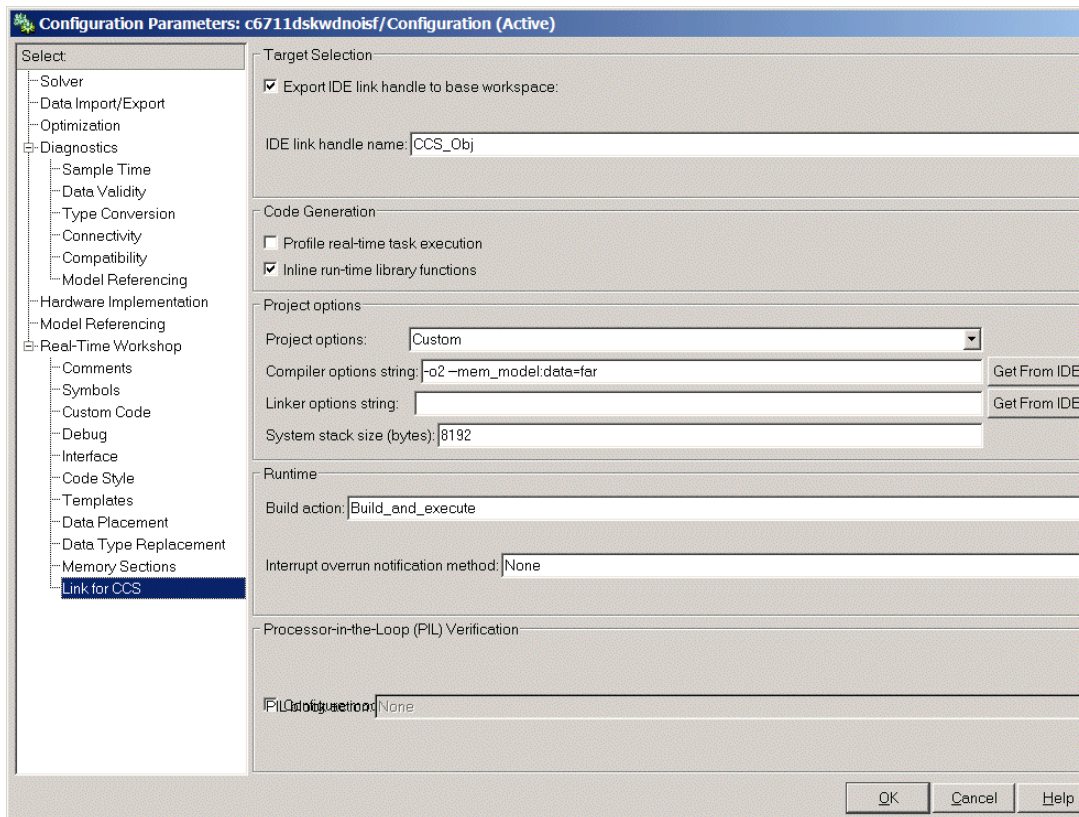 Configuration Parameters: c6711dskwdnoisf/Configuration (Active)
Select:
Solver
Data Import/Export
Optimization
Diagnostics
Sample Time
Data Validity
Type Conversion
Connectivity
Compatibility
Model Referencing
Hardware Implementation
Model Referencing
Real-Time Workshop
Comments
Symbols
Custom Code
Debug
Interface
Code Style
Templates
Data Placement
Data Type Replacement
Memory Sections
Link for CCS
Target Selection
Export IDE link handle to base workspace:
IDE link handle name: CCS_Obj
Code Generation
Profile real-time task execution
Inline run-time library functions
Project options
Project options: Custom
Compiler options string: -o2 –mem_model:data=far Get From IDE
Linker options string: Get From IDE
System stack size (bytes): 8192
Runtime
Build action: Build_and_execute
Interrupt overrun notification method: None
Processor-in-the-Loop (PIL) Verification
None
OK Cancel Help